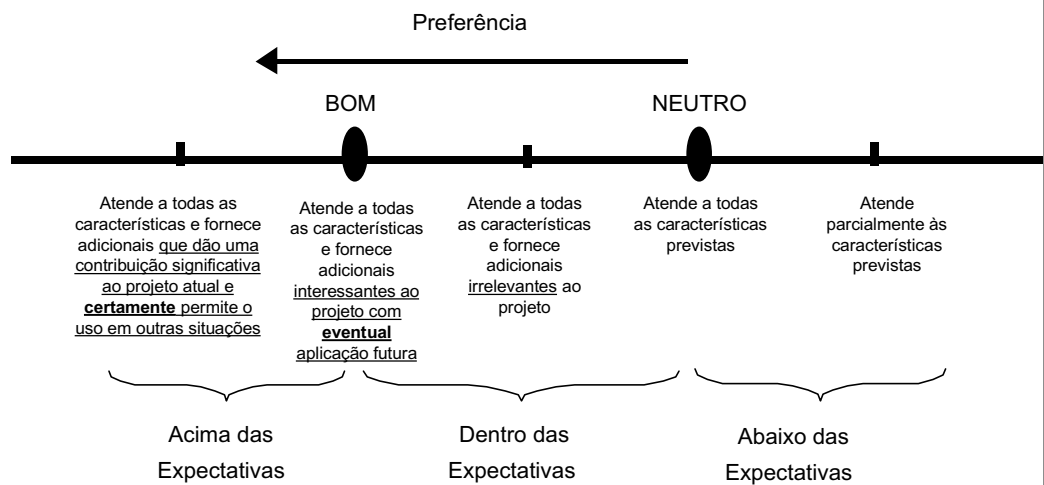 Preferência
BOM
NEUTRO
Atende a todas as
características e fornece
adicionais que dão uma
contribuição significativa
ao projeto atual e
certamente permite o
uso em outras situações
Atende a todas
as características
e fornece
adicionais
interessantes ao
projeto com
eventual
aplicação futura
Atende a todas
as características
e fornece
adicionais
irrelevantes ao
projeto
Atende a todas
as características
previstas
Atende
parcialmente às
características
previstas
Acima das
Expectativas
Dentro das
Expectativas
Abaixo das
Expectativas